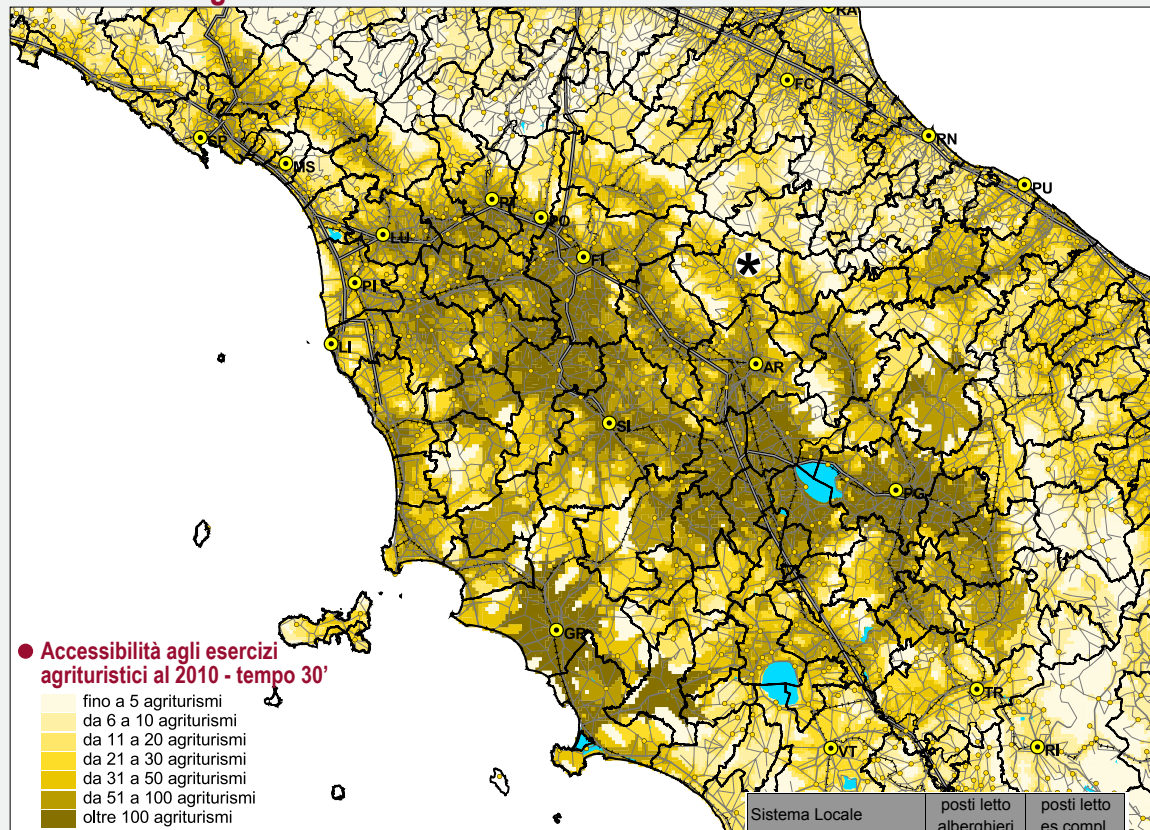 RA
FC
RN
PU
SP
MS
PT
PO
LU
FI
*
PI
LI
AR
SI
PG
GR
TR
VT
RI
● Accessibilità agli esercizi
agrituristici al 2010 - tempo 30’
fino a 5 agriturismi
da 6 a 10 agriturismi
da 11 a 20 agriturismi
da 21 a 30 agriturismi
da 31 a 50 agriturismi
da 51 a 100 agriturismi
oltre 100 agriturismi
Sistema Locale
posti letto
alberghieri
posti letto
es.compl.